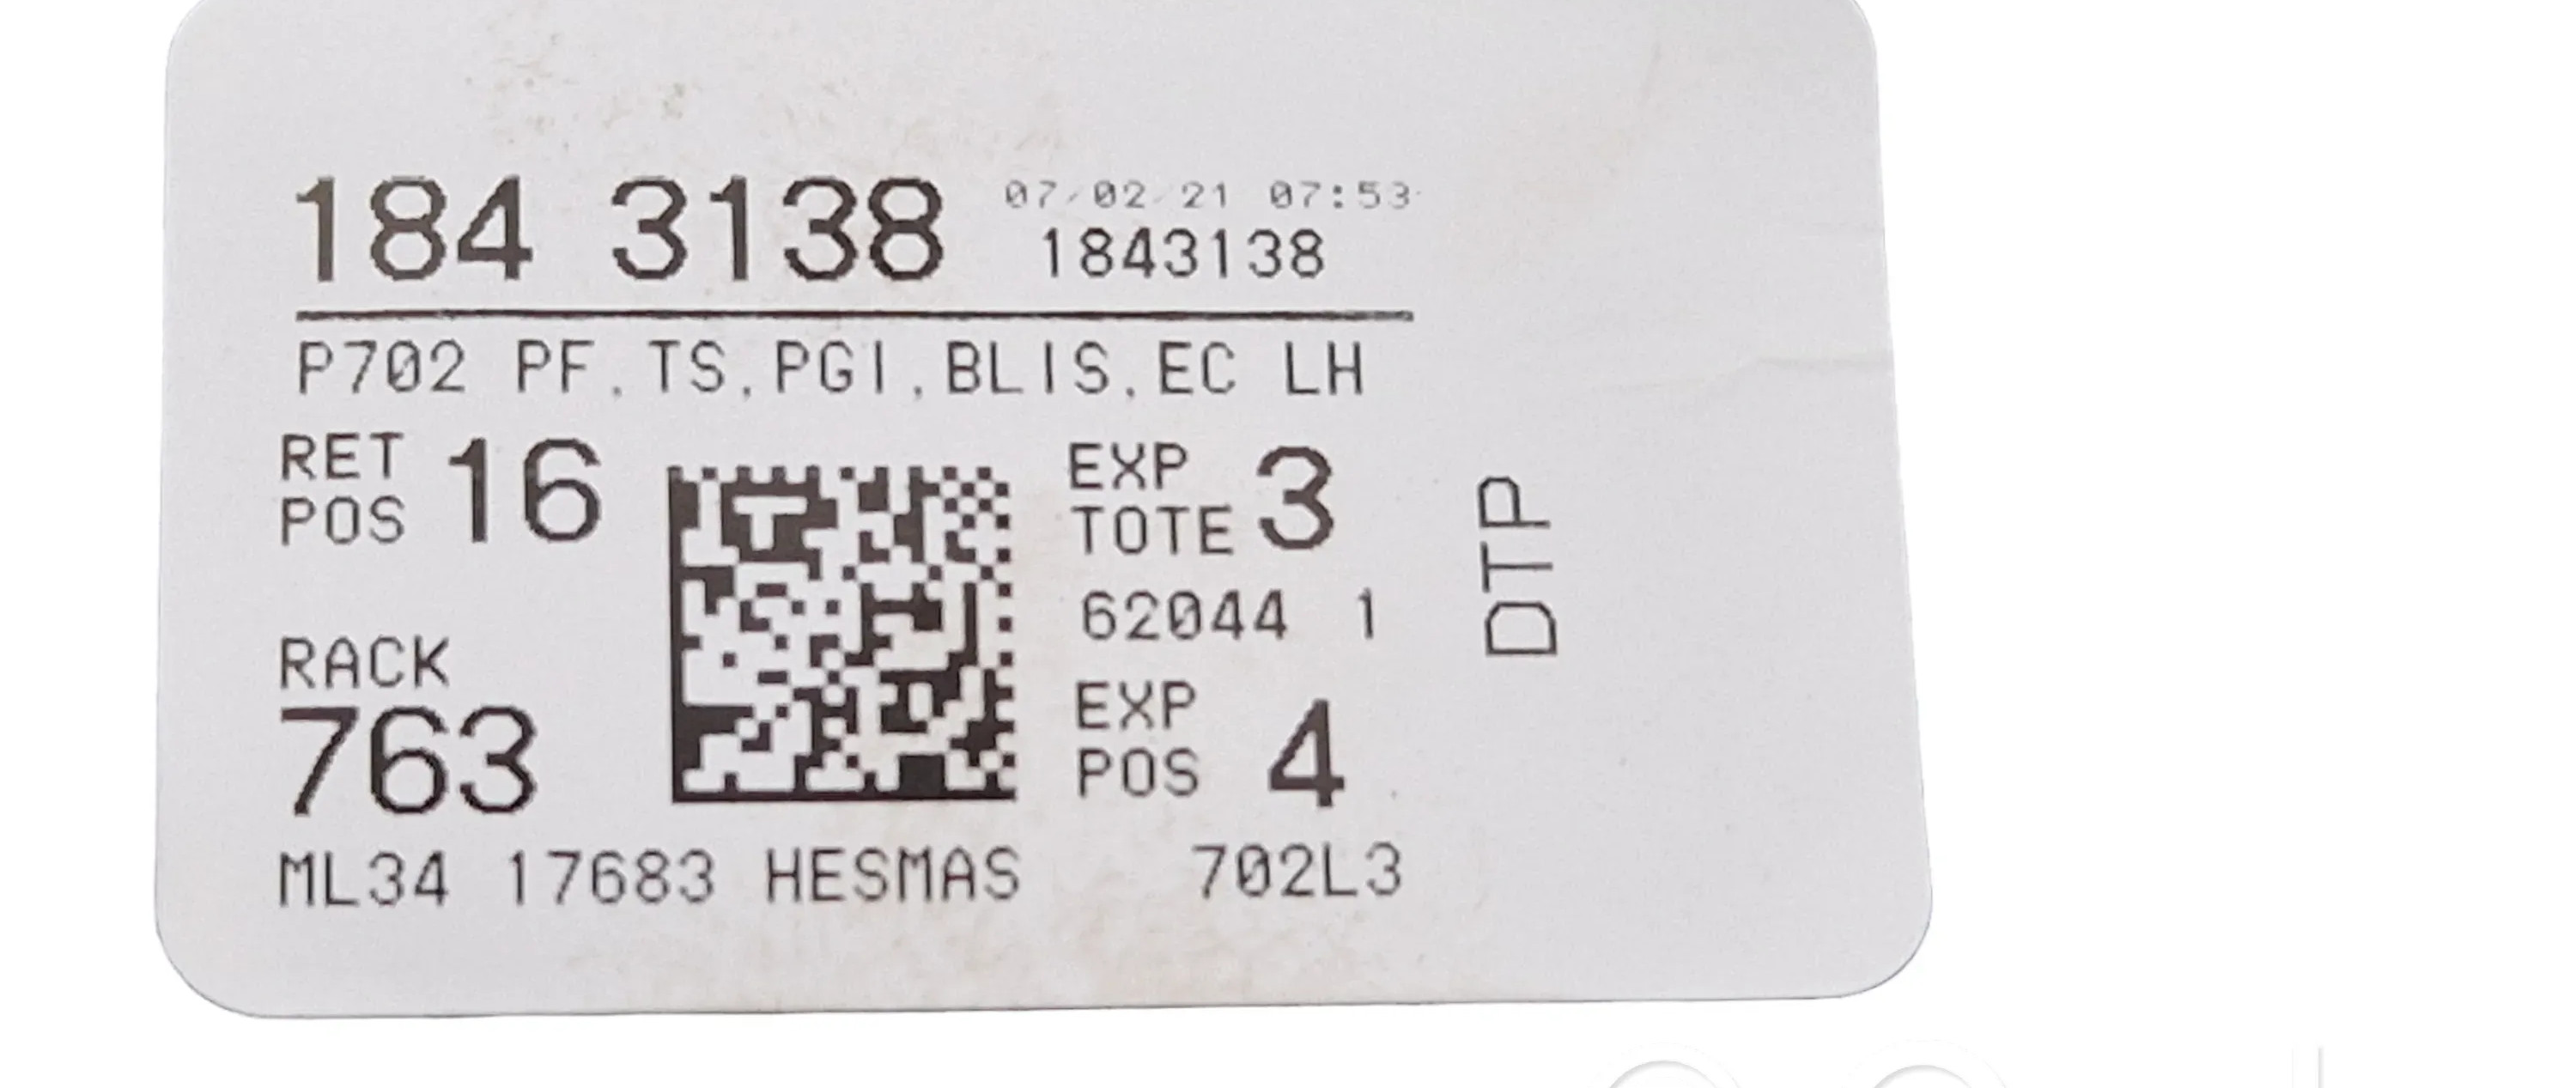 184 3138 07/02/21 07:53
1843138
P702 PF,TS,PGI,BLIS,EC LH
RET POS 16
EXP TOTE 3
62044 1
DTP
RACK
763
EXP POS 4
ML34 17683 HESMAS 702L3